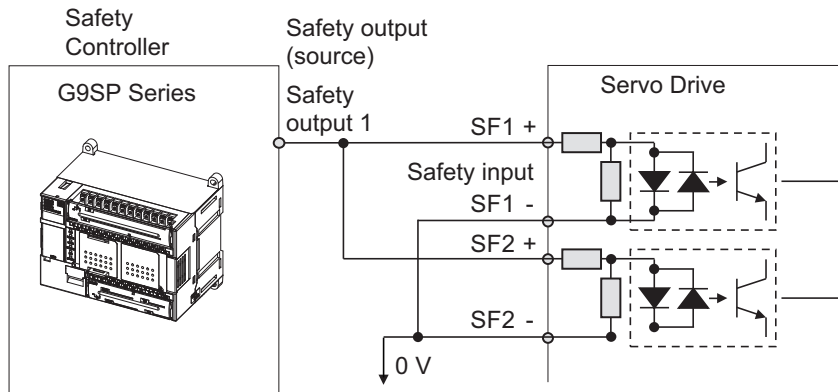 Safety
Controller
Safety output
(source)
G9SP Series
Safety
output 1
Servo Drive
SF1 +
Safety input
SF1 -
SF2 +
SF2 -
0 V